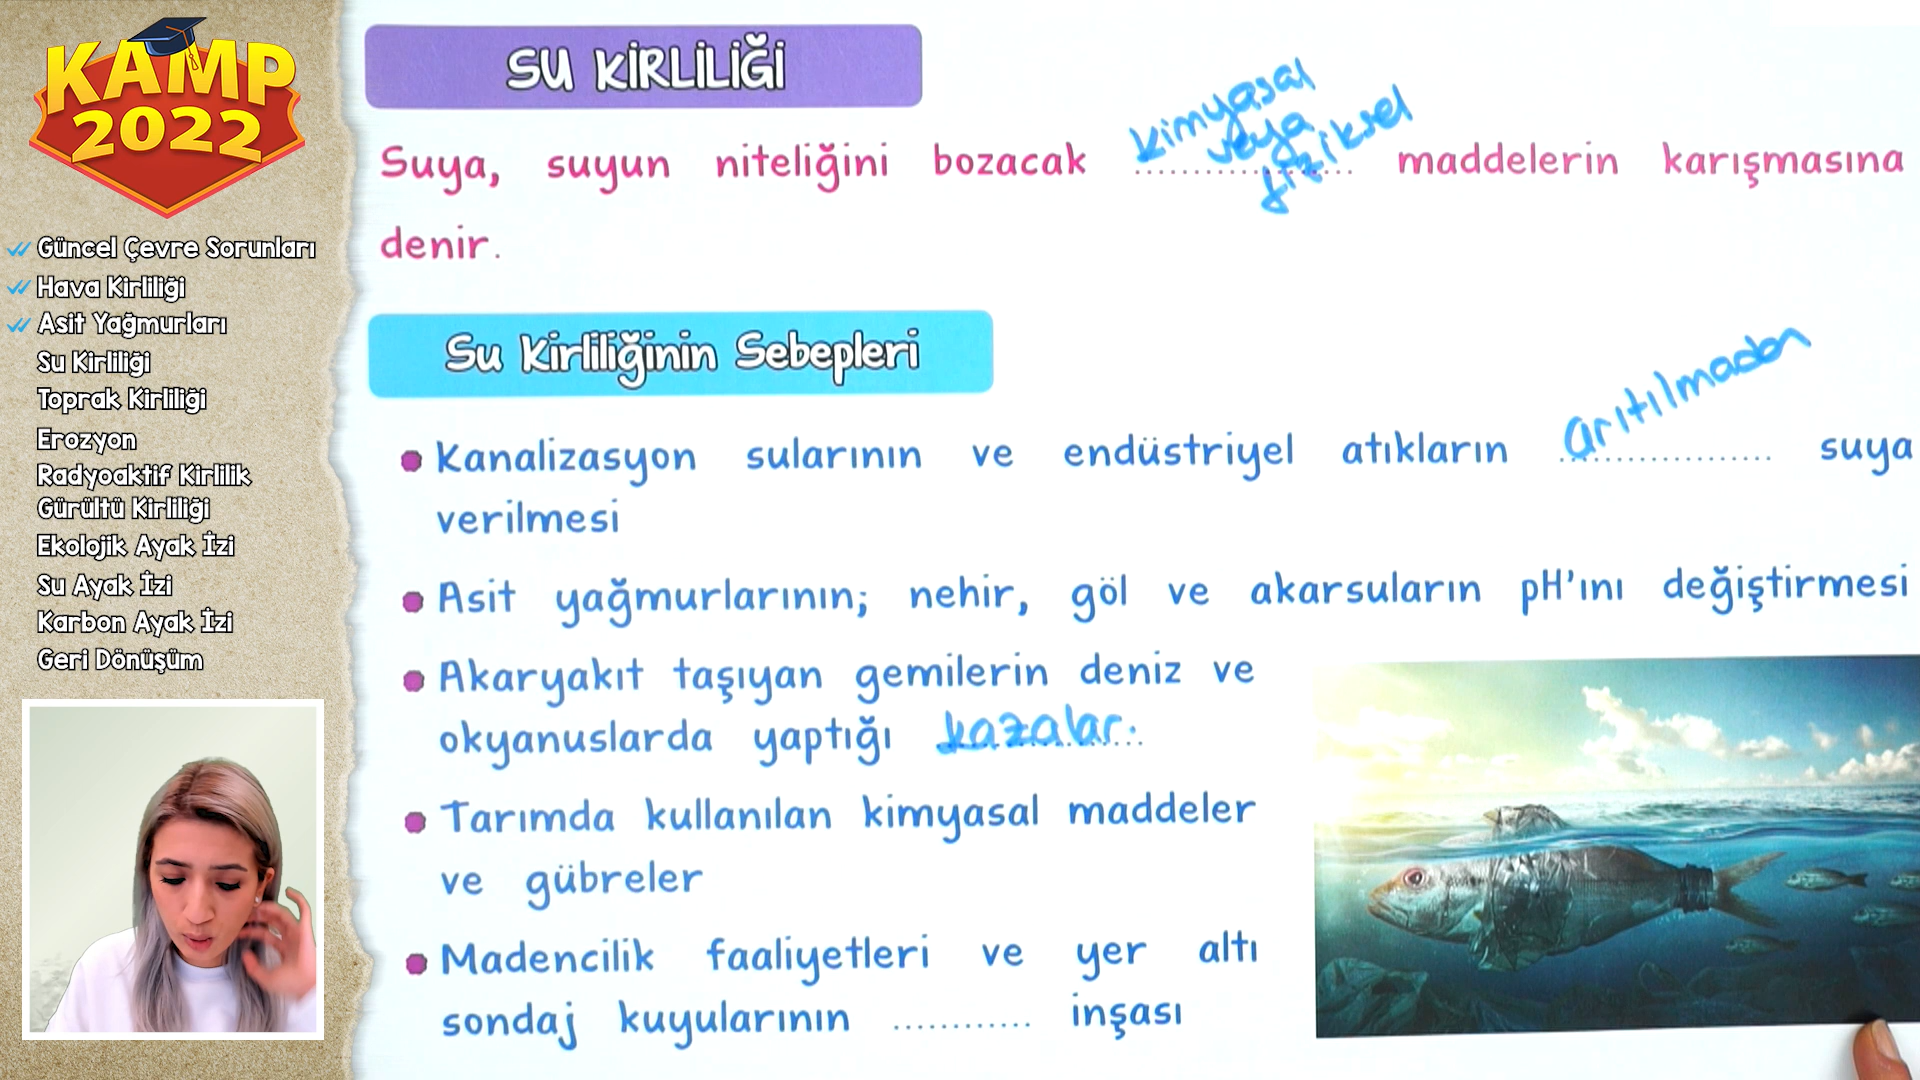 KAMP
2022
Güncel Çevre Sorunları
Hava Kirliliği
Asit Yağmurları
Su Kirliliği
Toprak Kirliliği
Erozyon
Radyoaktif Kirlilik
Gürültü Kirliliği
Ekolojik Ayak İzi
Su Ayak İzi
Karbon Ayak İzi
Geri Dönüşüm
SU KİRLİLİĞİ
kimyasal
veya
fiziksel
Suya, suyun niteliğini bozacak .................... maddelerin karışmasına
denir.
Su Kirliliğinin Sebepleri
arıtılmadan
Kanalizasyon sularının ve endüstriyel atıkların .................... suya
verilmesi
Asit yağmurlarının; nehir, göl ve akarsuların pH'ını değiştirmesi
Akaryakıt taşıyan gemilerin deniz ve
okyanuslarda yaptığı kazalar.
Tarımda kullanılan kimyasal maddeler
ve gübreler
Madencilik faaliyetleri ve yer altı
sondaj kuyularının ............ inşası